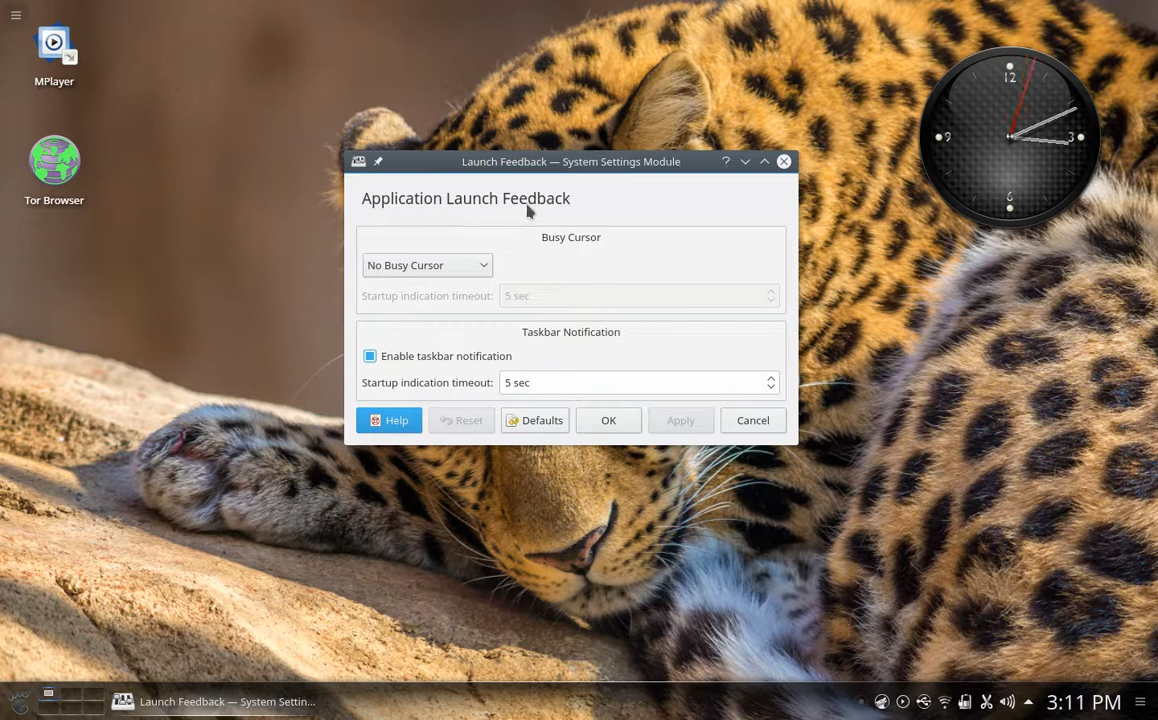 MPlayer
Tor Browser
12
9
3
6
Launch Feedback — System Settings Module
Application Launch Feedback
Busy Cursor
No Busy Cursor
Startup indication timeout: 5 sec
Taskbar Notification
Enable taskbar notification
Startup indication timeout: 5 sec
Help Reset Defaults OK Apply Cancel
Launch Feedback — System Settin... 3:11 PM